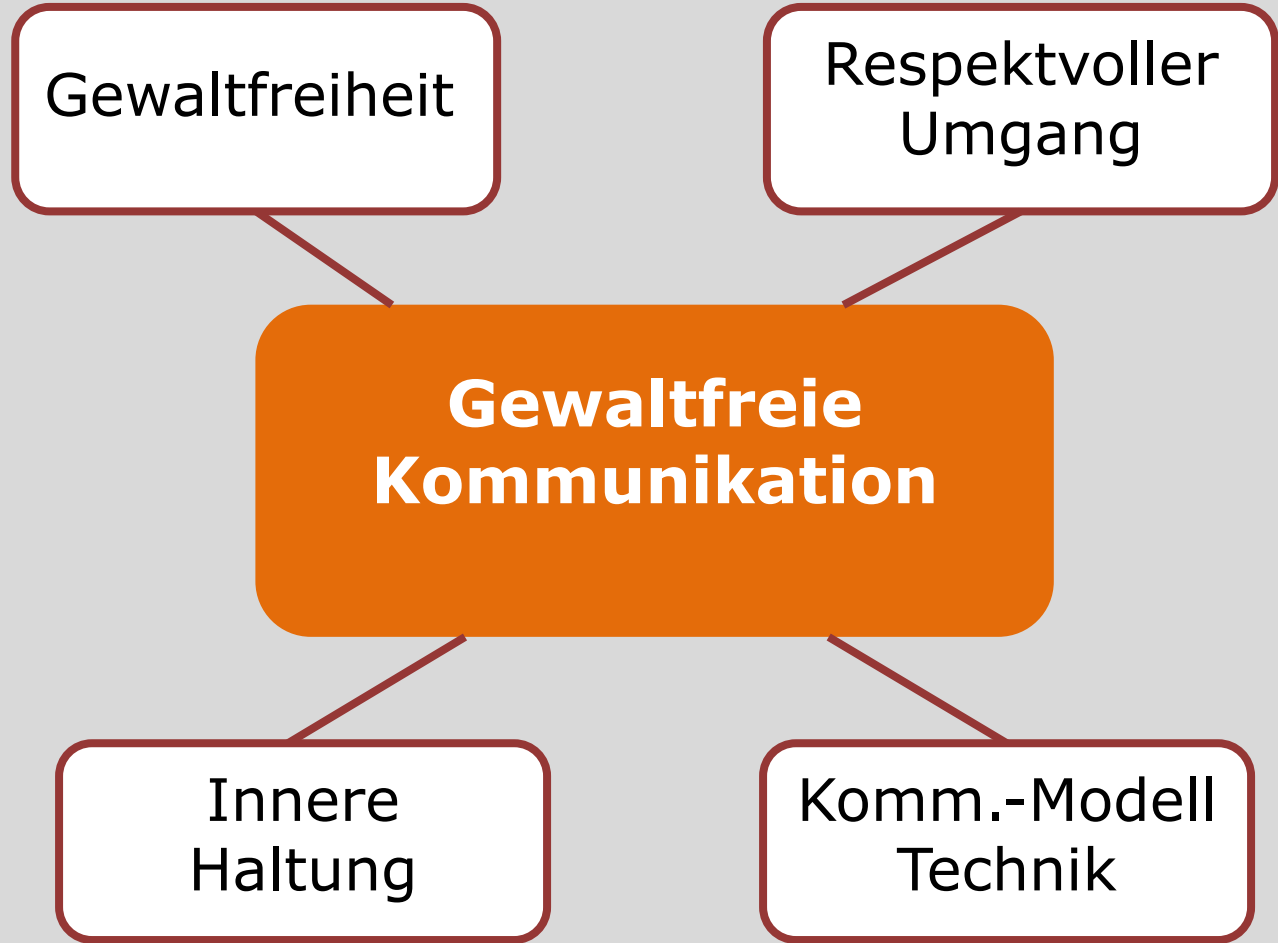 Gewaltfreiheit
Respektvoller
Umgang
Gewaltfreie
Kommunikation
Innere
Haltung
Komm.-Modell
Technik